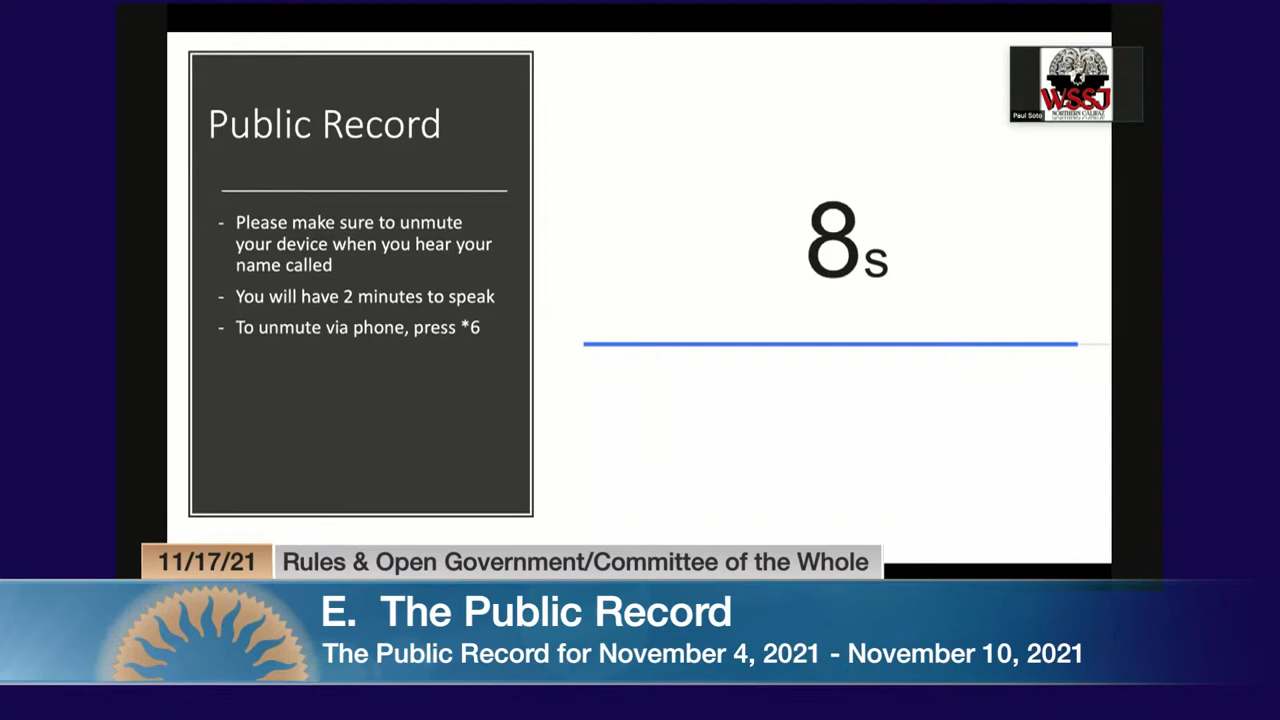 Public Record
- Please make sure to unmute
your device when you hear your
name called
- You will have 2 minutes to speak
- To unmute via phone, press *6
8s
WSSJ
NORTHERN CALIFAZ
Paul Soto
11/17/21
Rules & Open Government/Committee of the Whole
E. The Public Record
The Public Record for November 4, 2021 - November 10, 2021